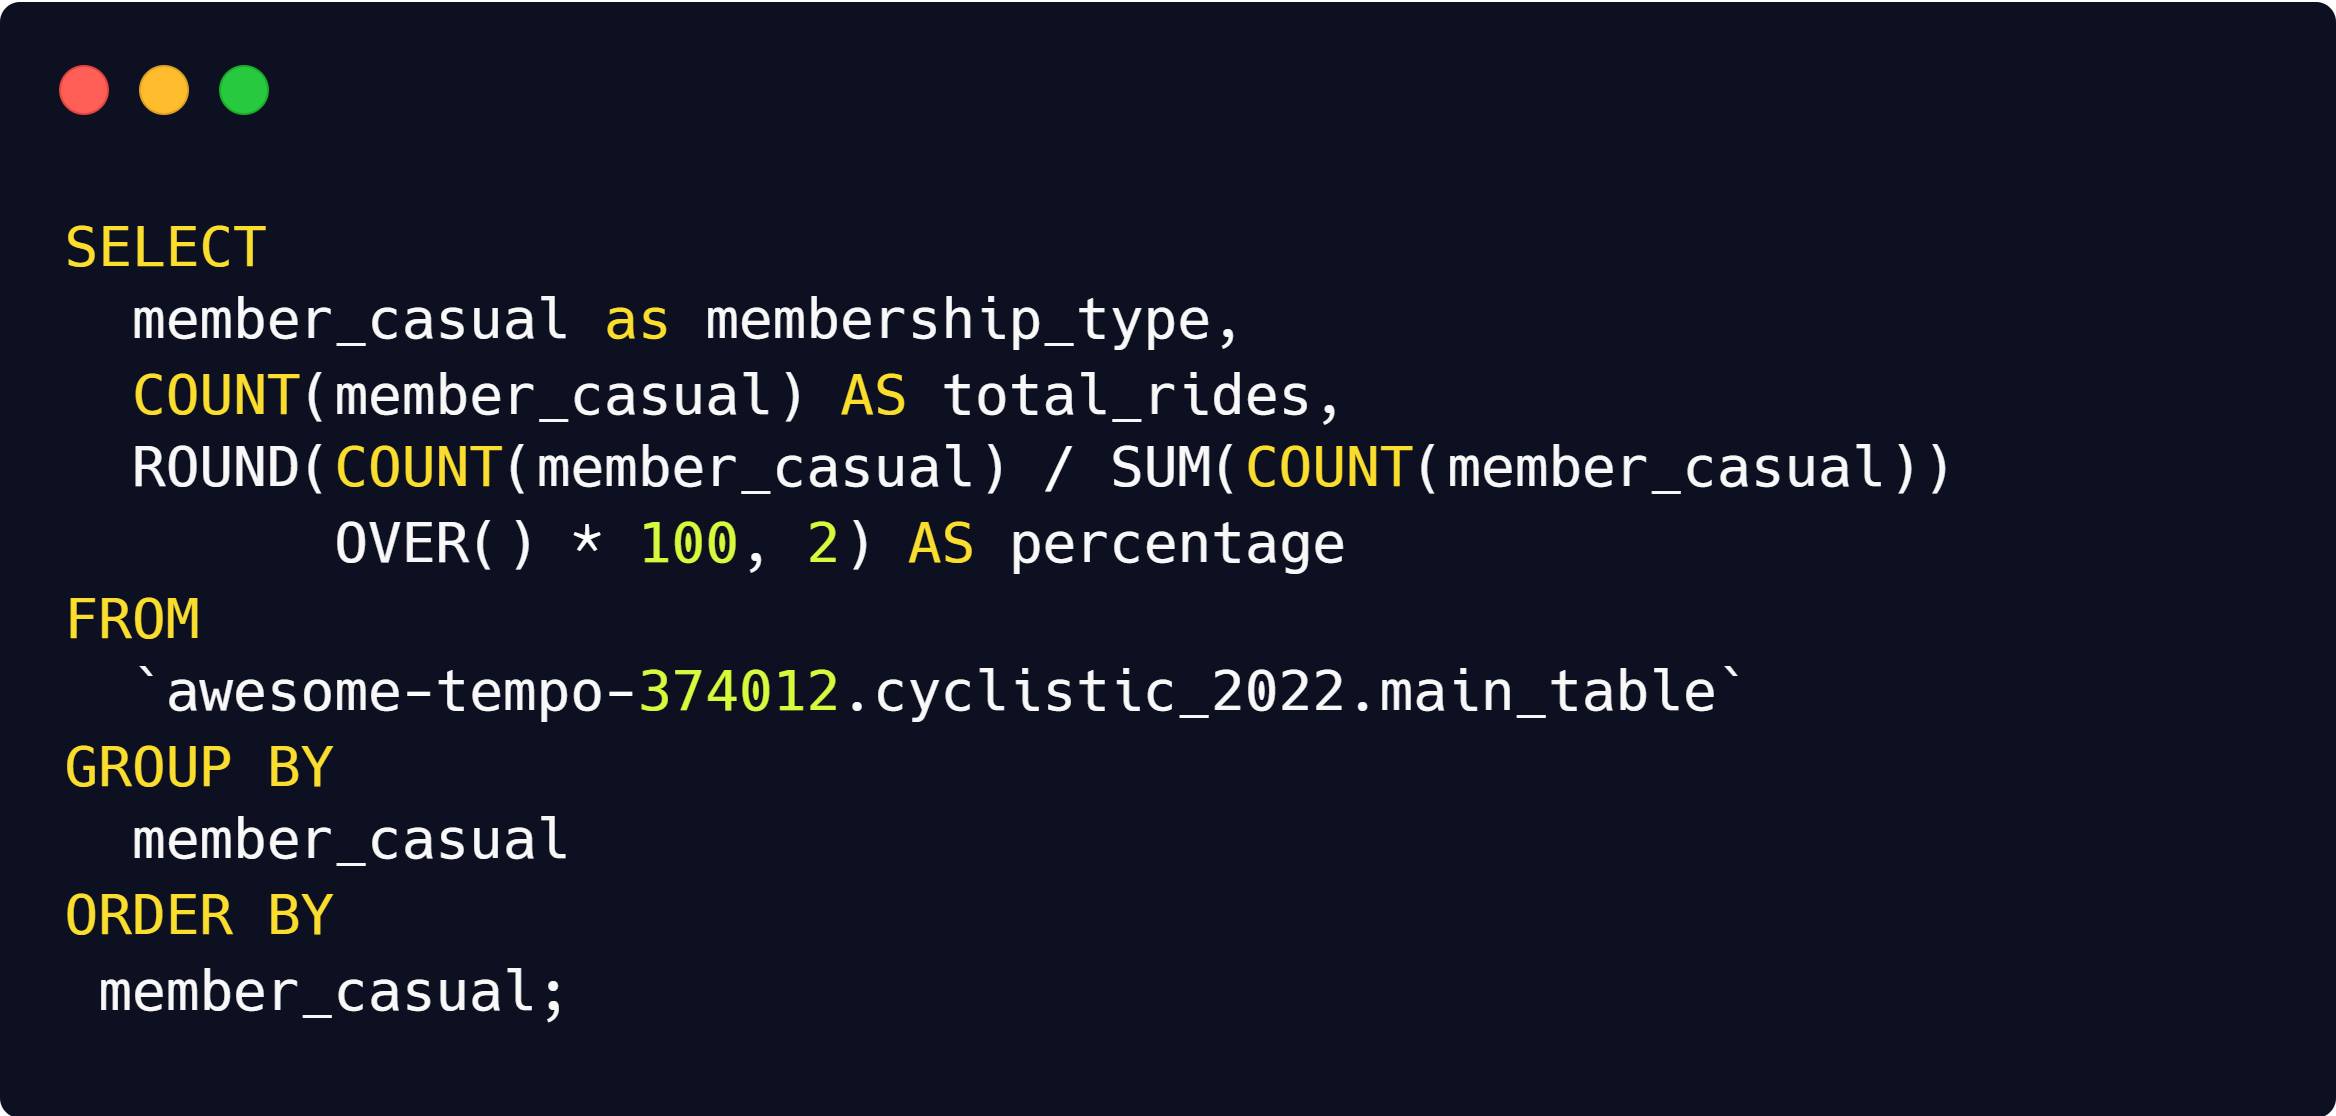 SELECT
  member_casual as membership_type,
  COUNT(member_casual) AS total_rides,
  ROUND(COUNT(member_casual) / SUM(COUNT(member_casual))
        OVER() * 100, 2) AS percentage
FROM
  `awesome-tempo-374012.cyclistic_2022.main_table`
GROUP BY
  member_casual
ORDER BY
 member_casual;